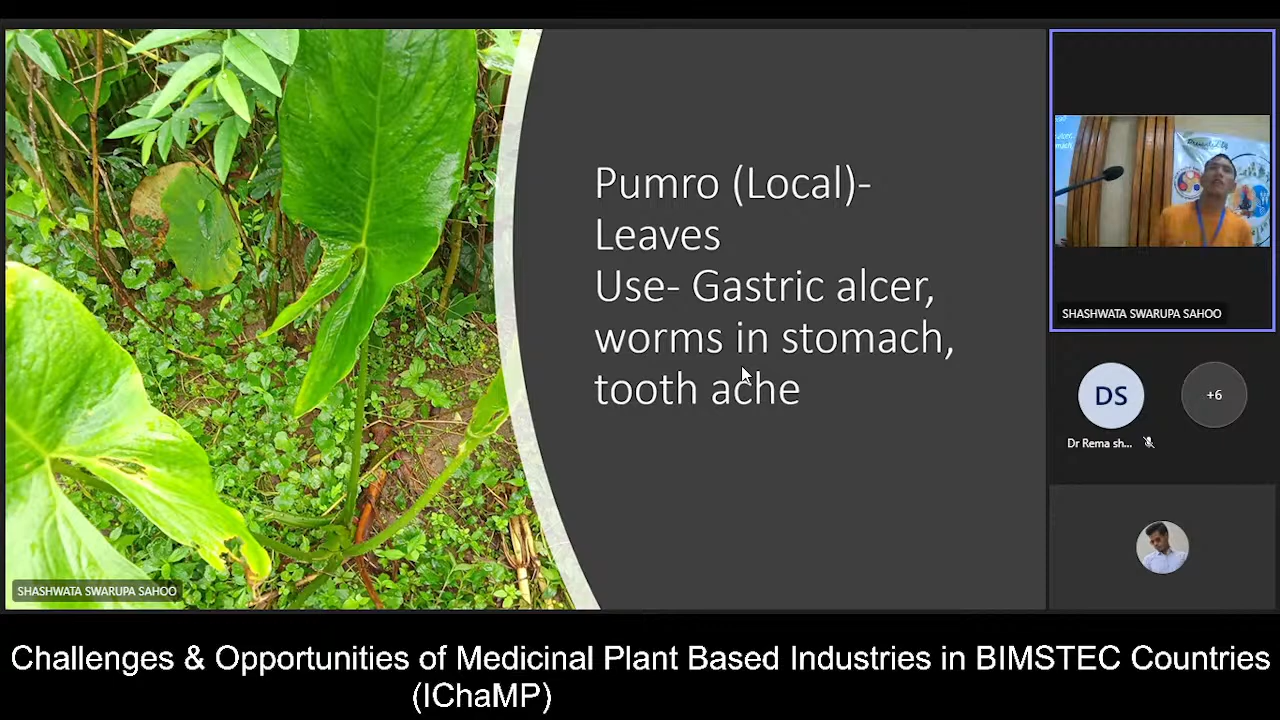 Pumro (Local)-
Leaves
Use- Gastric alcer,
worms in stomach,
tooth ache
SHASHWATA SWARUPA SAHOO
SHASHWATA SWARUPA SAHOO
DS
+6
Dr Rema sh...
Challenges & Opportunities of Medicinal Plant Based Industries in BIMSTEC Countries
(IChaMP)